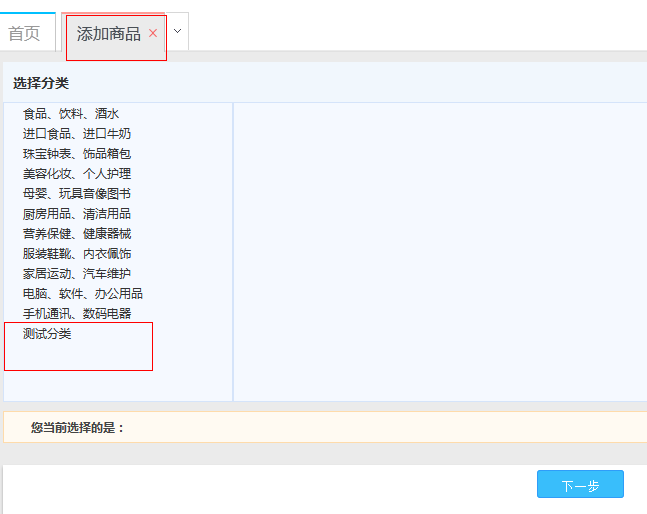 首页 添加商品 ×
选择分类
食品、饮料、酒水
进口食品、进口牛奶
珠宝钟表、饰品箱包
美容化妆、个人护理
母婴、玩具音像图书
厨房用品、清洁用品
营养保健、健康器械
服装鞋靴、内衣佩饰
家居运动、汽车维护
电脑、软件、办公用品
手机通讯、数码电器
测试分类
您当前选择的是：
下一步